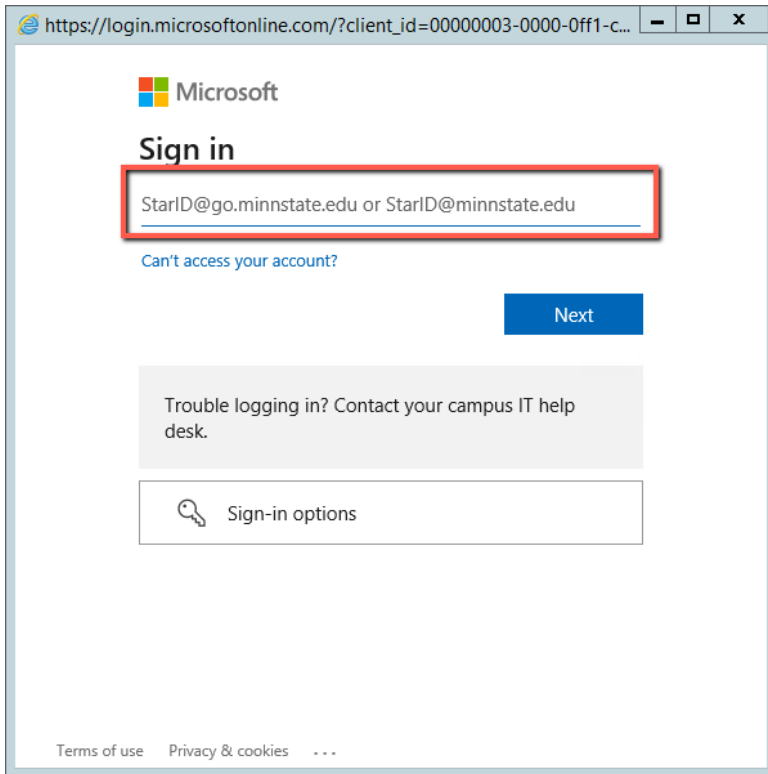 https://login.microsoftonline.com/?client_id=00000003-0000-0ff1-c...
Microsoft
Sign in
StarID@go.minnstate.edu or StarID@minnstate.edu
Can't access your account?
Next
Trouble logging in? Contact your campus IT help
desk.
Sign-in options
Terms of use Privacy & cookies ...